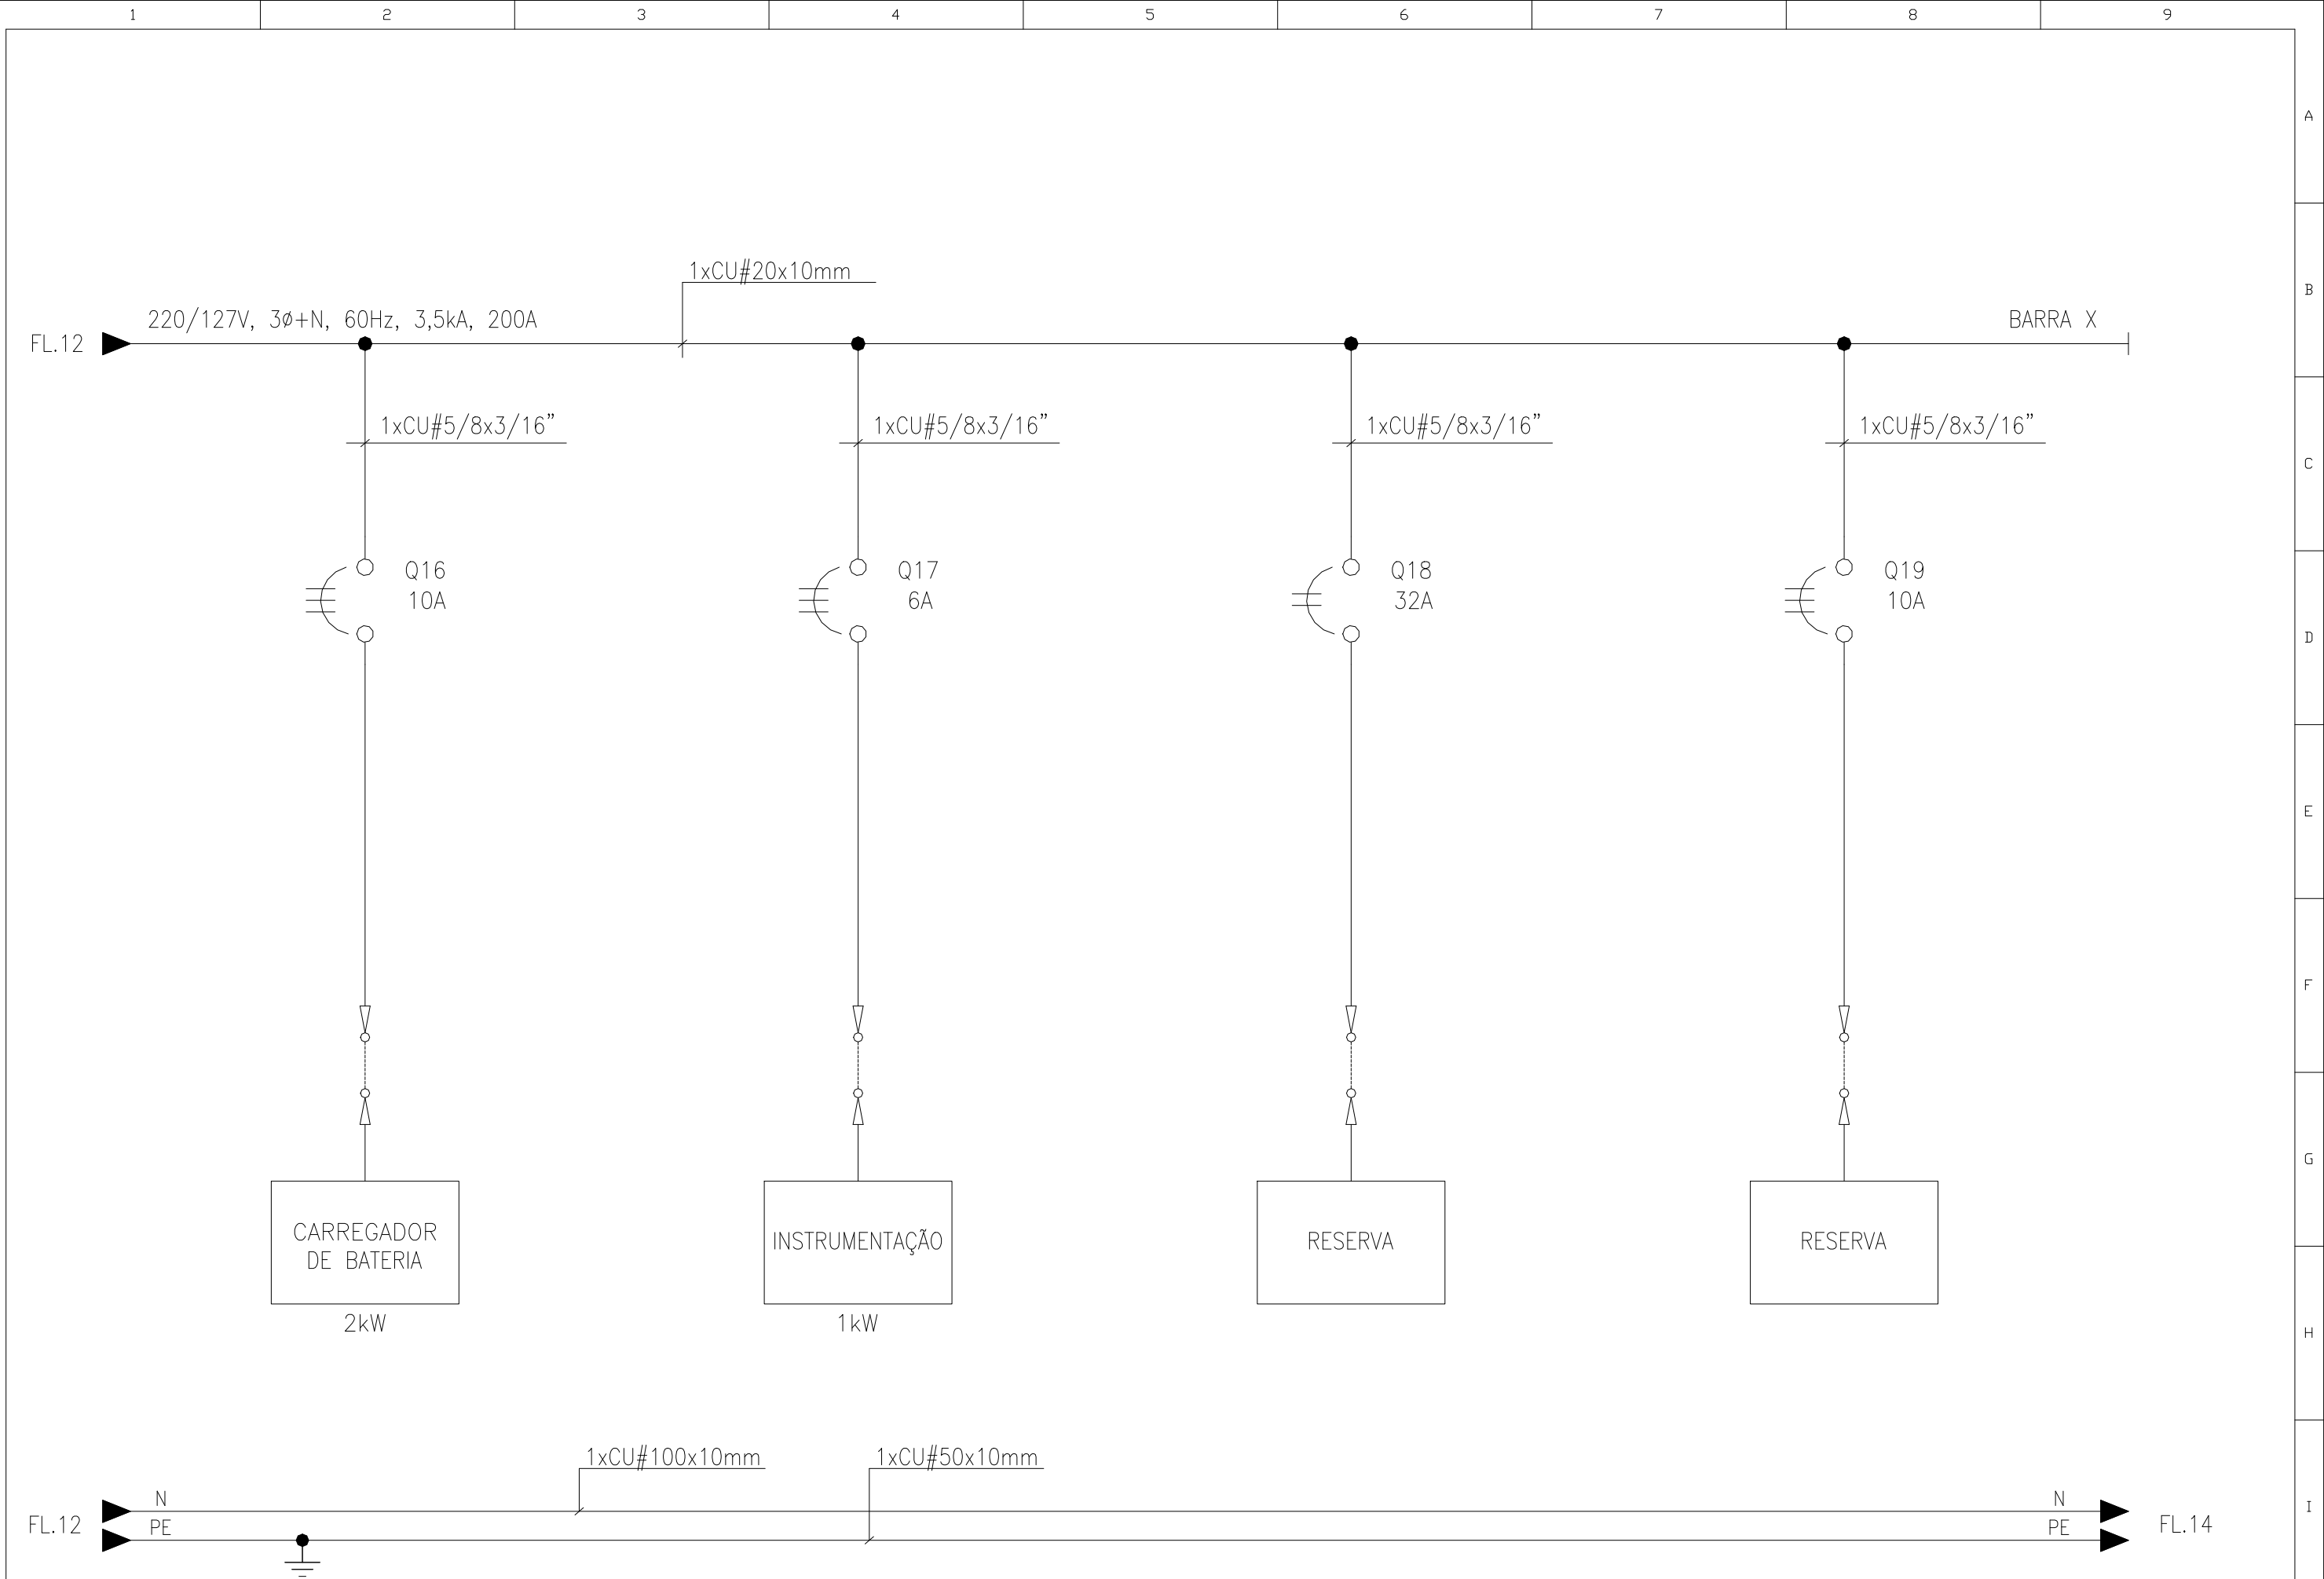 1 2 3 4 5 6 7 8 9
A
1xCU#20x10mm
B
220/127V, 3ø+N, 60Hz, 3,5kA, 200A
BARRA X
FL.12
1xCU#5/8x3/16” 1xCU#5/8x3/16” 1xCU#5/8x3/16” 1xCU#5/8x3/16”
C
Q16 Q17 Q18 Q19
10A 6A 32A 10A
D
E
F
G
CARREGADOR
DE BATERIA
INSTRUMENTAÇÃO
RESERVA
RESERVA
2kW 1kW
H
1xCU#100x10mm 1xCU#50x10mm
N N
I
FL.12 FL.14
PE PE